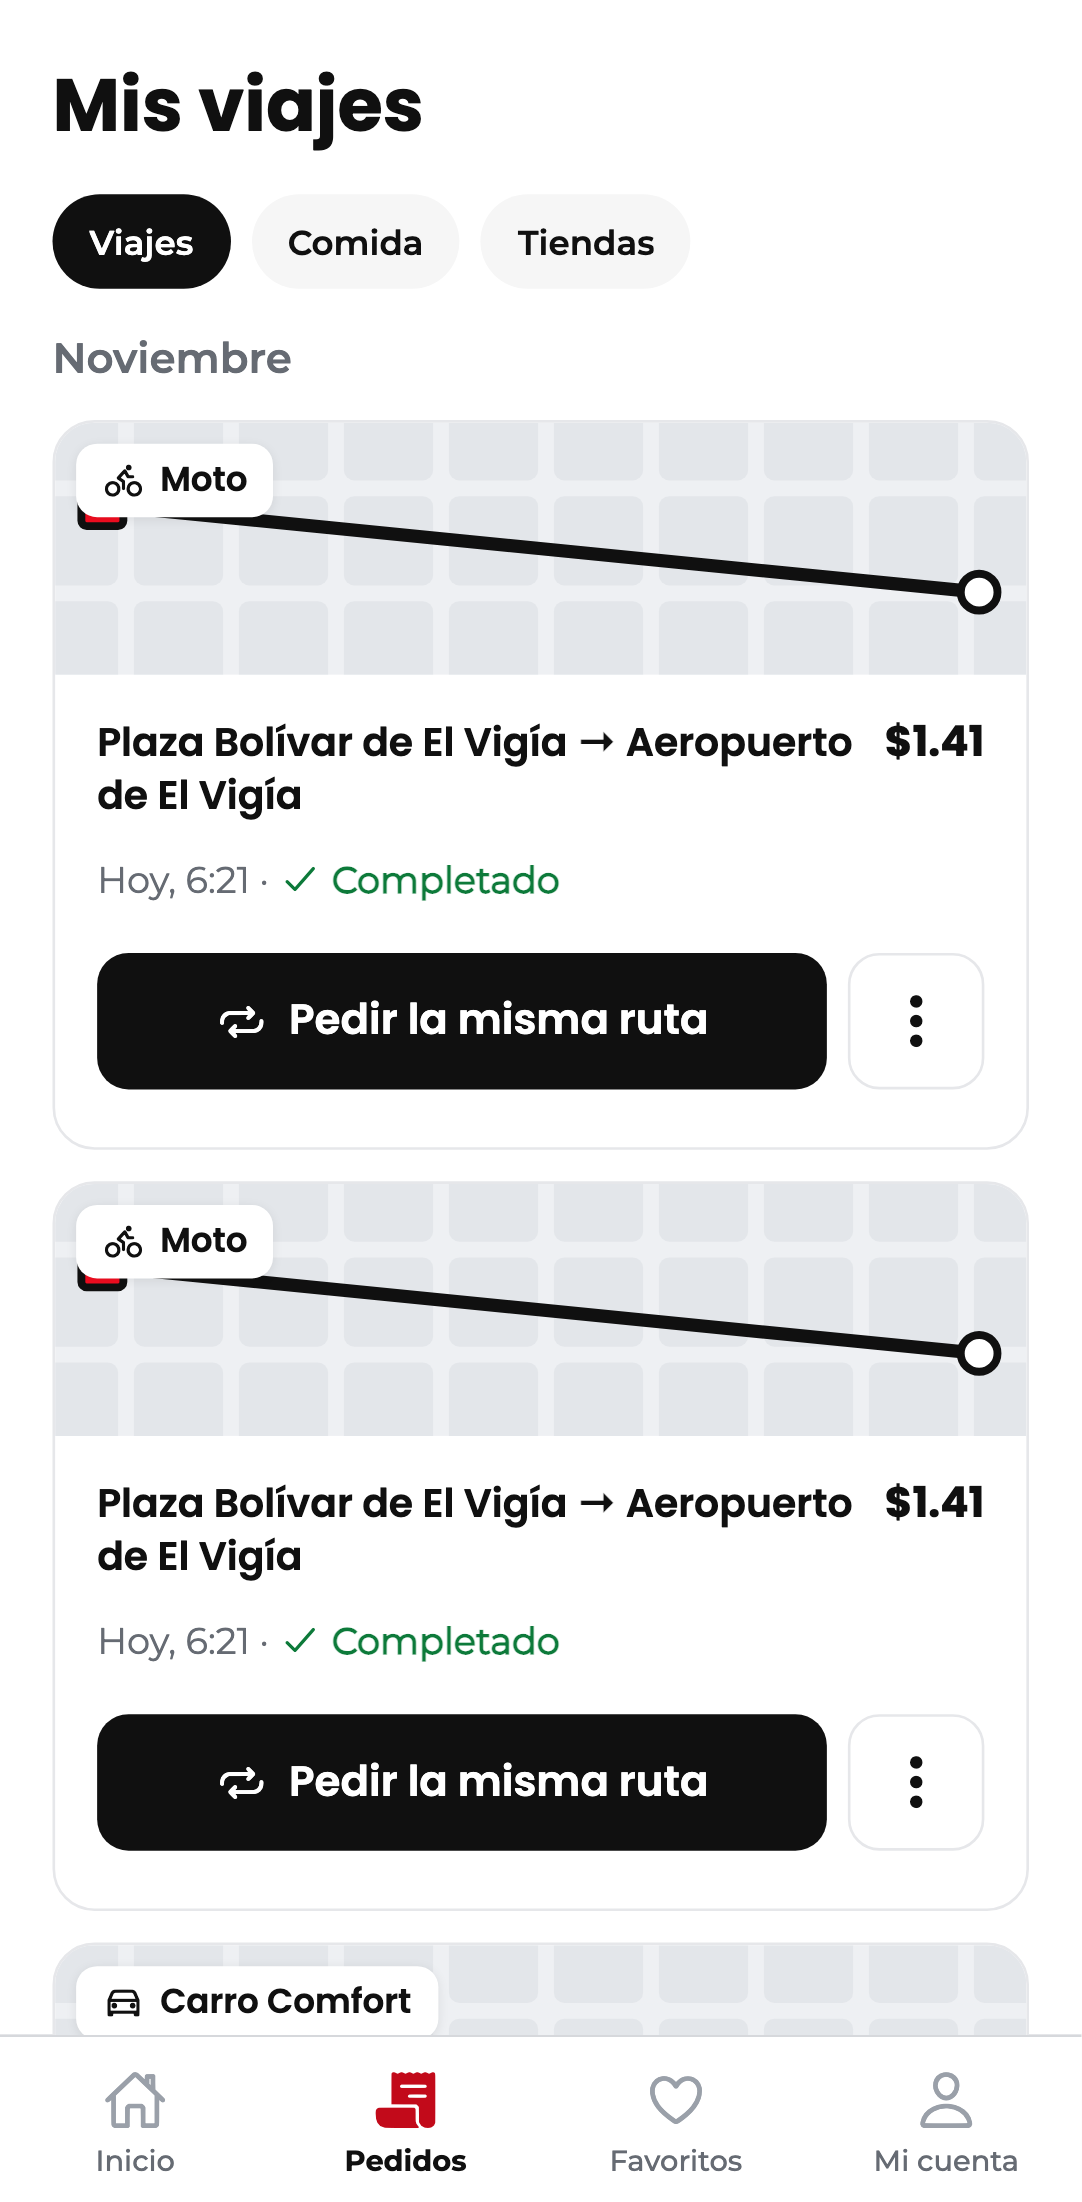 Mis viajes
Viajes
Comida
Tiendas
Noviembre
Moto
Plaza Bolívar de El Vigía → Aeropuerto
de El Vigía
$1.41
Hoy, 6:21 · ✓ Completado
Pedir la misma ruta
Moto
Plaza Bolívar de El Vigía → Aeropuerto
de El Vigía
$1.41
Hoy, 6:21 · ✓ Completado
Pedir la misma ruta
Carro Comfort
Inicio
Pedidos
Favoritos
Mi cuenta